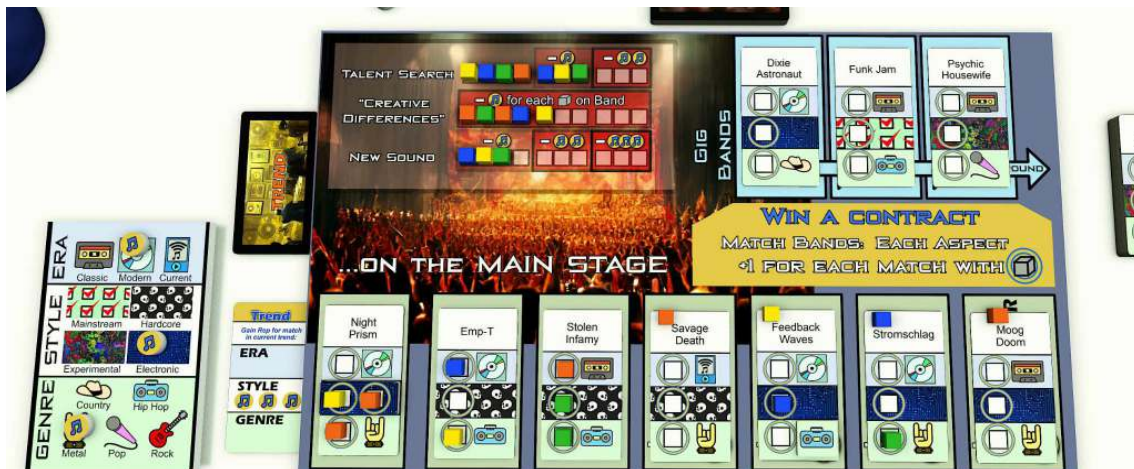 TALENT SEARCH
"CREATIVE
DIFFERENCES"
– for each on Band
NEW SOUND
GIG
BANDS
Dixie
Astronaut
Funk Jam
Psychic
Housewife
OUND
WIN A CONTRACT
MATCH BANDS: EACH ASPECT
+1 FOR EACH MATCH WITH
...ON THE MAIN STAGE
TREND
ERA
Classic
Modern
Current
STYLE
Mainstream
Hardcore
Experimental
Electronic
GENRE
Country
Hip Hop
Metal
Pop
Rock
Trend
Gain Rep for match
in current trend:
ERA
STYLE
GENRE
Night
Prism
Emp-T
Stolen
Infamy
Savage
Death
Feedback
Waves
Stromschlag
Moog
Doom